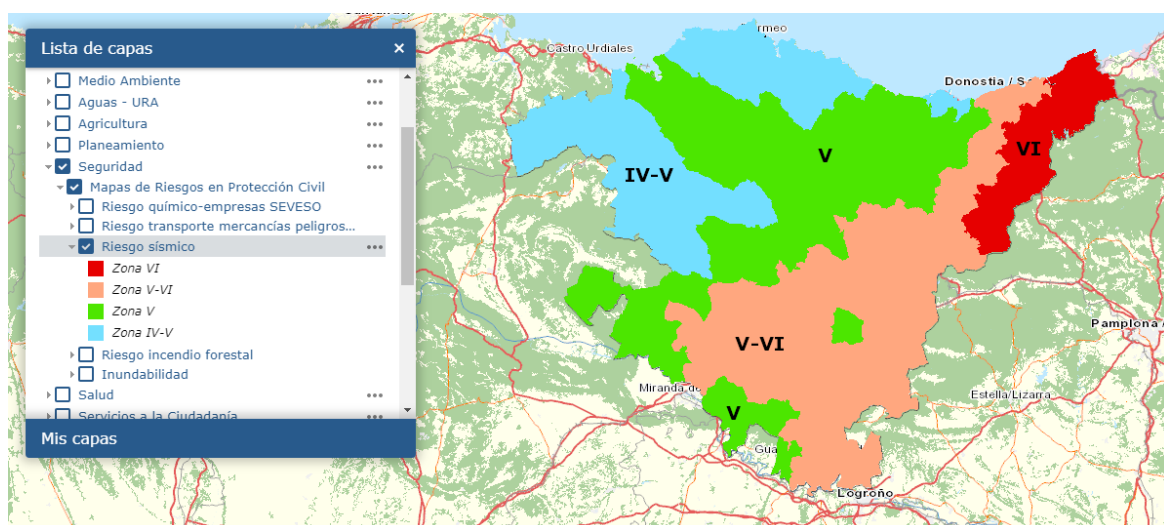 Lista de capas
×
Medio Ambiente
Aguas - URA
Agricultura
Planeamiento
Seguridad
Mapas de Riesgos en Protección Civil
Riesgo químico-empresas SEVESO
Riesgo transporte mercancías peligros...
Riesgo sísmico
Zona VI
Zona V-VI
Zona V
Zona IV-V
Riesgo incendio forestal
Inundabilidad
Salud
Servicios a la Ciudadanía
Mis capas
rmeo
Castro Urdiales
Donostia / S
VI
V
IV-V
Pamplona /
V-VI
Miranda de
Estella/Lizarra
V
Gua
Logroño